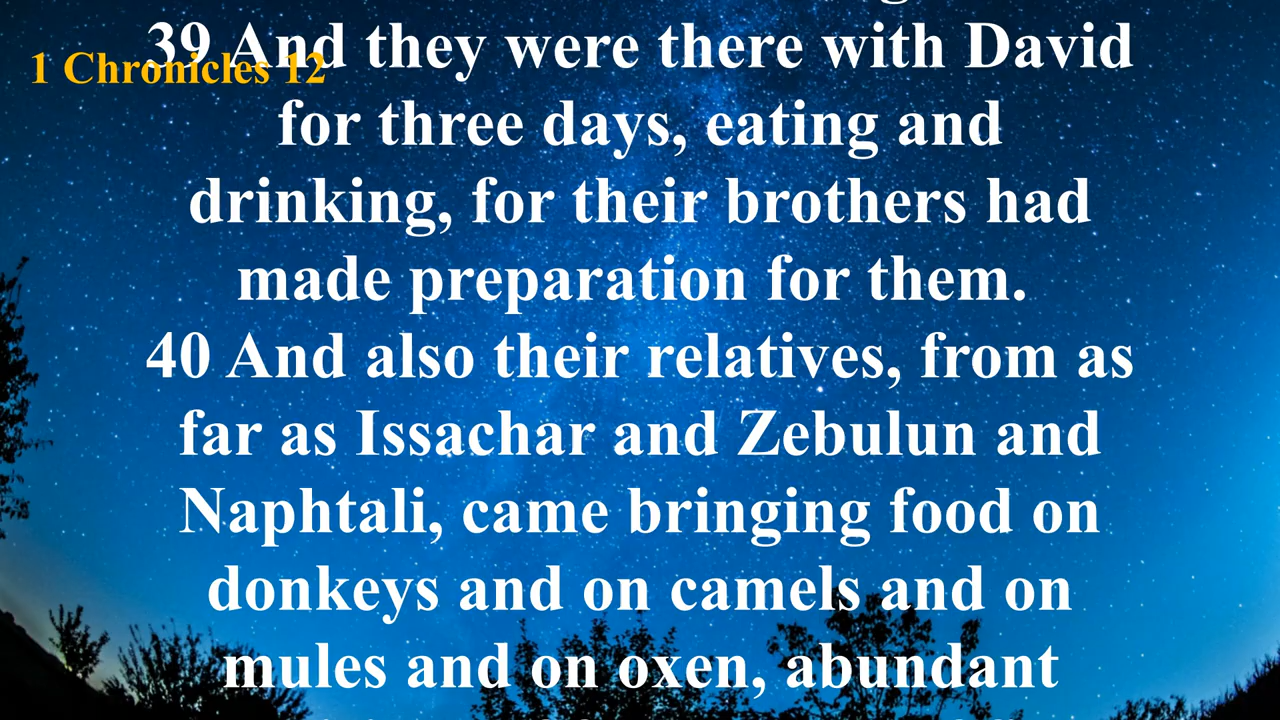 1 Chronicles 12
39 And they were there with David
for three days, eating and
drinking, for their brothers had
made preparation for them.
40 And also their relatives, from as
far as Issachar and Zebulun and
Naphtali, came bringing food on
donkeys and on camels and on
mules and on oxen, abundant